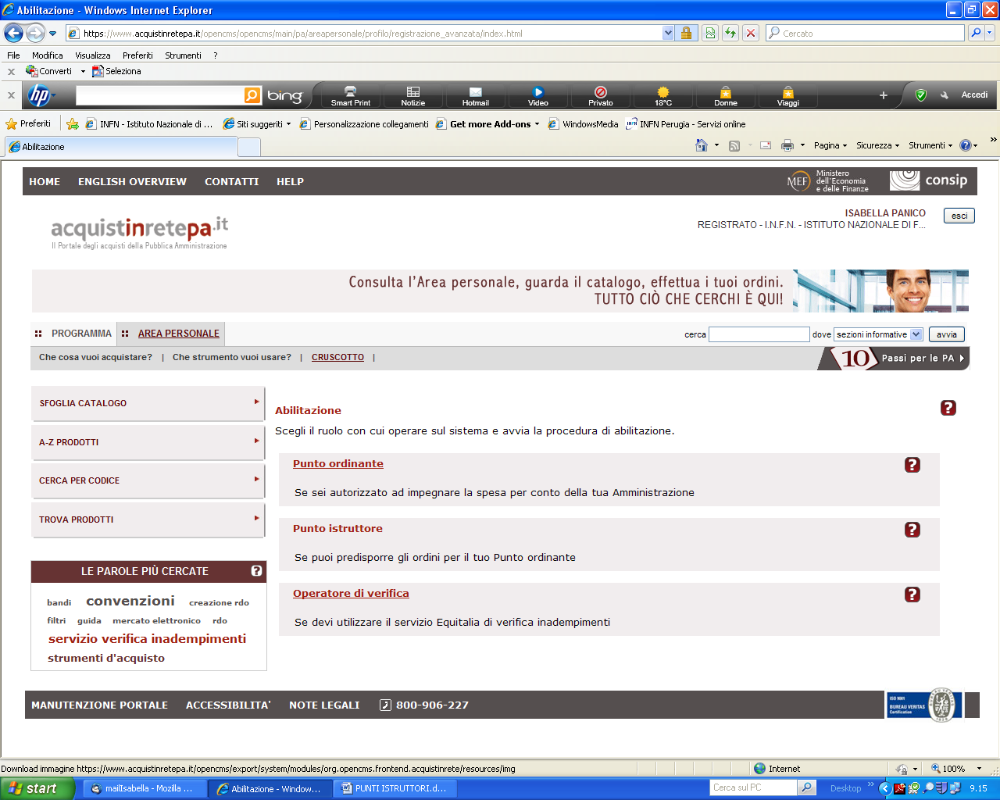 Abilitazione - Windows Internet Explorer
https://www.acquistinretepa.it/opencms/opencms/main/pa/areapersonale/profilo/registrazione_avanzata/index.html
Cercato
File Modifica Visualizza Preferiti Strumenti ?
x Converti Seleziona
x hp bing Smart Print Notizie Hotmail Video Privato 18°C Donne Viaggi + Accedi
Preferiti INFN - Istituto Nazionale di ... Siti suggeriti Personalizzazione collegamenti Get more Add-ons WindowsMedia INFN Perugia - Servizi online
Abilitazione
Pagina Sicurezza Strumenti »
HOME ENGLISH OVERVIEW CONTATTI HELP
MEF Ministero dell'Economia e delle Finanze
consip
ISABELLA PANICO
REGISTRATO - I.N.F.N. - ISTITUTO NAZIONALE DI F...
esci
acquistinretepa.it
Il Portale degli acquisti della Pubblica Amministrazione
Consulta l'Area personale, guarda il catalogo, effettua i tuoi ordini.
TUTTO CIÒ CHE CERCHI È QUI!
PROGRAMMA AREA PERSONALE
cerca dove sezioni informative avvia
Che cosa vuoi acquistare? | Che strumento vuoi usare? | CRUSCOTTO |
10 Passi per le PA
SFOGLIA CATALOGO
A-Z PRODOTTI
CERCA PER CODICE
TROVA PRODOTTI
LE PAROLE PIÙ CERCATE ?
bandi convenzioni creazione rdo
filtri guida mercato elettronico rdo
servizio verifica inadempimenti
strumenti d'acquisto
Abilitazione ?
Scegli il ruolo con cui operare sul sistema e avvia la procedura di abilitazione.
Punto ordinante ?
Se sei autorizzato ad impegnare la spesa per conto della tua Amministrazione
Punto istruttore ?
Se puoi predisporre gli ordini per il tuo Punto ordinante
Operatore di verifica ?
Se devi utilizzare il servizio Equitalia di verifica inadempimenti
MANUTENZIONE PORTALE ACCESSIBILITA' NOTE LEGALI 800-906-227
ISO 9001
BUREAU VERITAS
Certification
Download immagine https://www.acquistinretepa.it/opencms/export/system/modules/org.opencms.frontend.acquistinrete/resources/img
Internet
100%
start
mailIsabella - Mozilla ...
Abilitazione - Window...
PUNTI ISTRUTTORI.d...
Cerca sul PC
Desktop »
9.15